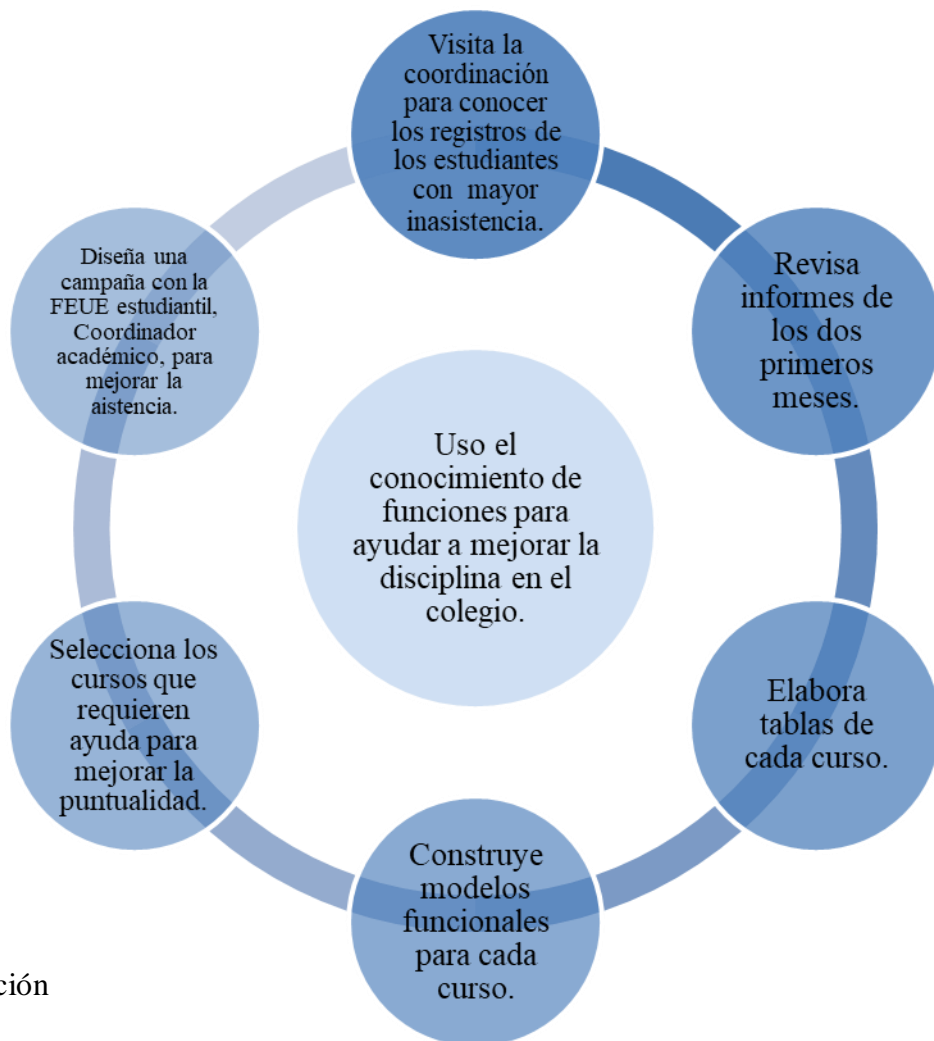 Visita la
coordinación
para conocer
los registros de
los estudiantes
con mayor
inasistencia.
Revisa
informes de
los dos
primeros
meses.
Elabora
tablas de
cada curso.
Construye
modelos
funcionales
para cada
curso.
Selecciona los
cursos que
requieren
ayuda para
mejorar la
puntualidad.
Diseña una
campaña con la
FEUE estudiantil,
Coordinador
académico, para
mejorar la
aistencia.
Uso el
conocimiento de
funciones para
ayudar a mejorar la
disciplina en el
colegio.
ción